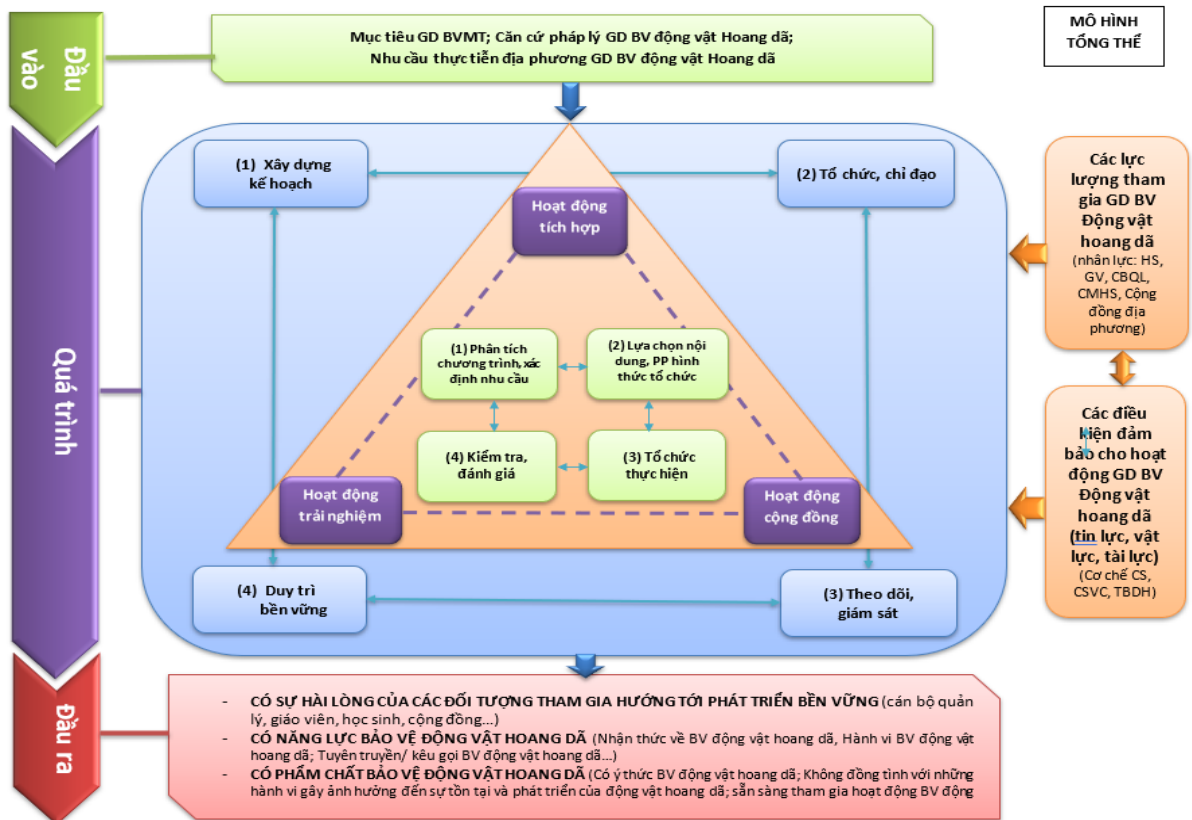 MÔ HÌNH
TỔNG THỂ
Đầu
vào
Mục tiêu GD BVMT; Căn cứ pháp lý GD BV động vật Hoang dã;
Nhu cầu thực tiễn địa phương GD BV động vật Hoang dã
Quá trình
(1) Xây dựng
kế hoạch
(2) Tổ chức, chỉ đạo
Hoạt động
tích hợp
(1) Phân tích
chương trình, xác
định nhu cầu
(2) Lựa chọn nội
dung, PP hình
thức tổ chức
(4) Kiểm tra,
đánh giá
(3) Tổ chức
thực hiện
Hoạt động
trải nghiệm
Hoạt động
cộng đồng
(4) Duy trì
bền vững
(3) Theo dõi,
giám sát
Các lực
lượng tham
gia GD BV
Động vật
hoang dã
(nhân lực: HS,
GV, CBQL,
CMHS, Cộng
đồng địa
phương)
Các điều
kiện đảm
bảo cho hoạt
động GD BV
Động vật
hoang dã
(tin lực, vật
lực, tài lực)
(Cơ chế CS,
CSVC, TBDH)
Đầu ra
- CÓ SỰ HÀI LÒNG CỦA CÁC ĐỐI TƯỢNG THAM GIA HƯỚNG TỚI PHÁT TRIỂN BỀN VỮNG (cán bộ quản
lý, giáo viên, học sinh, cộng đồng...)
- CÓ NĂNG LỰC BẢO VỆ ĐỘNG VẬT HOANG DÃ (Nhận thức về BV động vật hoang dã, Hành vi BV động vật
hoang dã; Tuyên truyền/ kêu gọi BV động vật hoang dã...)
- CÓ PHẨM CHẤT BẢO VỆ ĐỘNG VẬT HOANG DÃ (Có ý thức BV động vật hoang dã; Không đồng tình với những
hành vi gây ảnh hưởng đến sự tồn tại và phát triển của động vật hoang dã; sẵn sàng tham gia hoạt động BV động